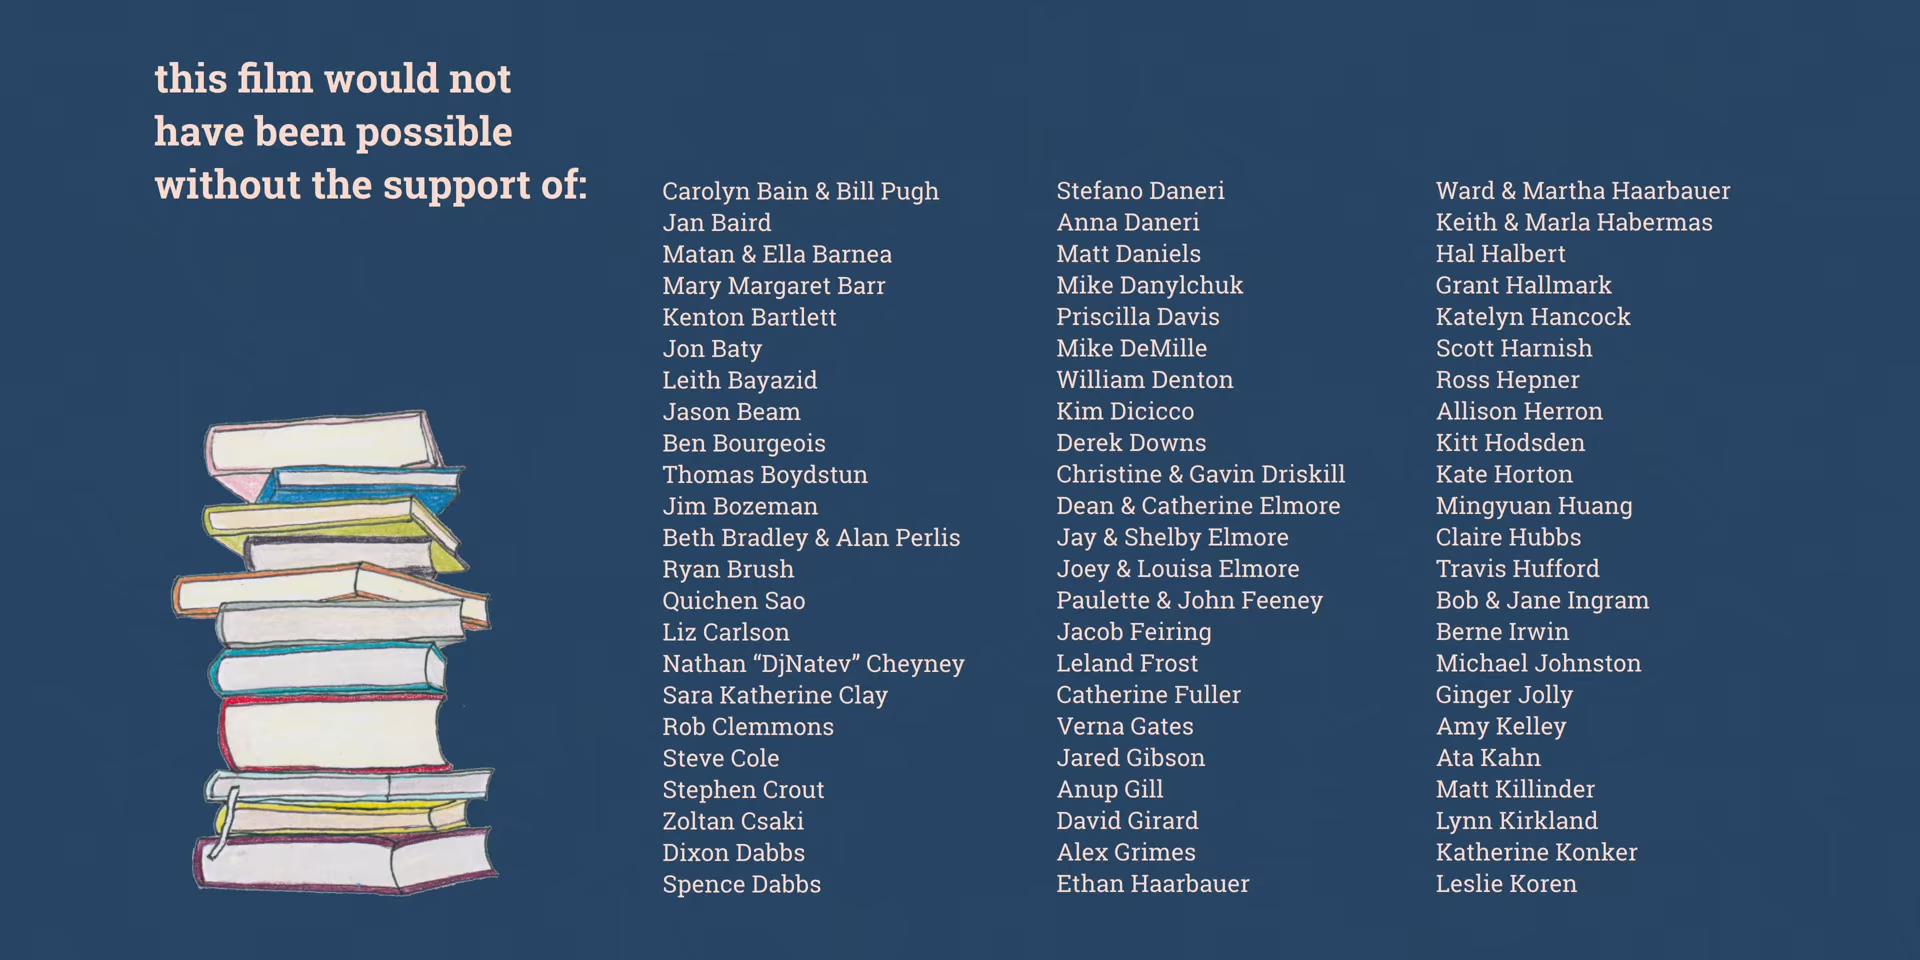 this film would not
have been possible
without the support of:
Carolyn Bain & Bill Pugh
Jan Baird
Matan & Ella Barnea
Mary Margaret Barr
Kenton Bartlett
Jon Baty
Leith Bayazid
Jason Beam
Ben Bourgeois
Thomas Boydstun
Jim Bozeman
Beth Bradley & Alan Perlis
Ryan Brush
Quichen Sao
Liz Carlson
Nathan “DjNatev” Cheyney
Sara Katherine Clay
Rob Clemmons
Steve Cole
Stephen Crout
Zoltan Csaki
Dixon Dabbs
Spence Dabbs
Stefano Daneri
Anna Daneri
Matt Daniels
Mike Danylchuk
Priscilla Davis
Mike DeMille
William Denton
Kim Dicicco
Derek Downs
Christine & Gavin Driskill
Dean & Catherine Elmore
Jay & Shelby Elmore
Joey & Louisa Elmore
Paulette & John Feeney
Jacob Feiring
Leland Frost
Catherine Fuller
Verna Gates
Jared Gibson
Anup Gill
David Girard
Alex Grimes
Ethan Haarbauer
Ward & Martha Haarbauer
Keith & Marla Habermas
Hal Halbert
Grant Hallmark
Katelyn Hancock
Scott Harnish
Ross Hepner
Allison Herron
Kitt Hodsden
Kate Horton
Mingyuan Huang
Claire Hubbs
Travis Hufford
Bob & Jane Ingram
Berne Irwin
Michael Johnston
Ginger Jolly
Amy Kelley
Ata Kahn
Matt Killinder
Lynn Kirkland
Katherine Konker
Leslie Koren